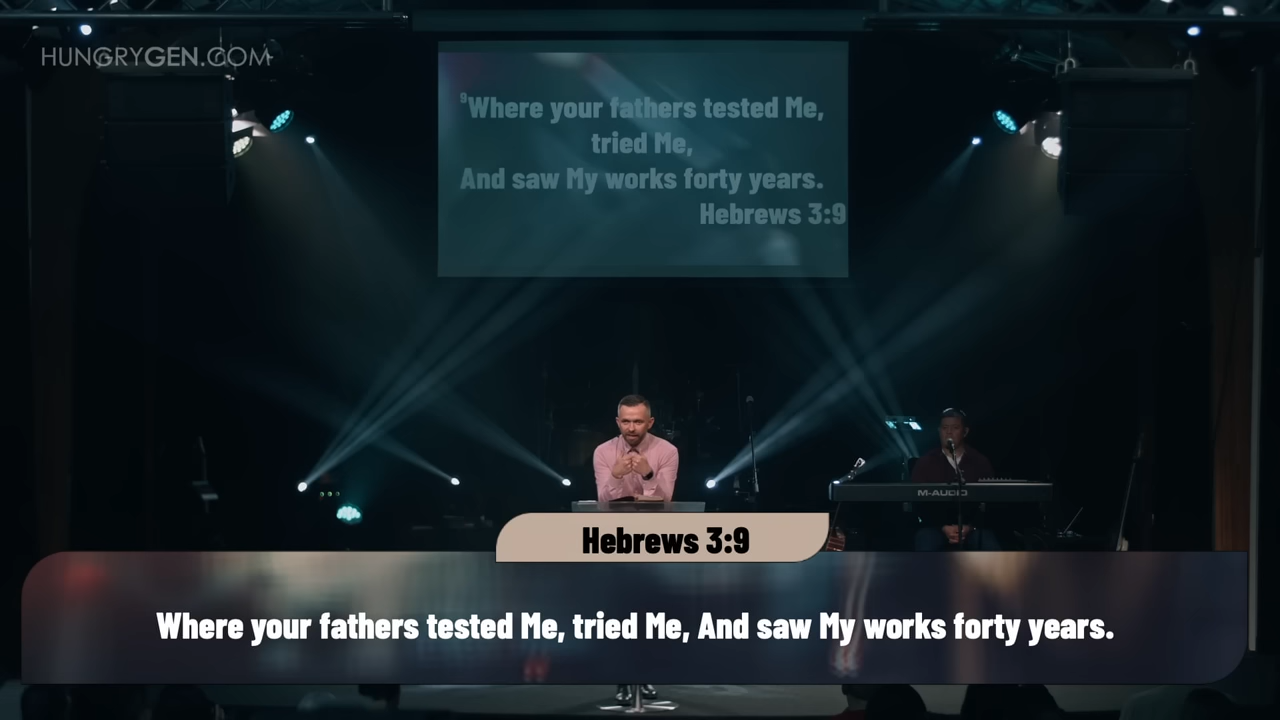 HUNGRYGEN.COM
⁹Where your fathers tested Me,
tried Me,
And saw My works forty years.
Hebrews 3:9
M-AUDIO
Hebrews 3:9
Where your fathers tested Me, tried Me, And saw My works forty years.